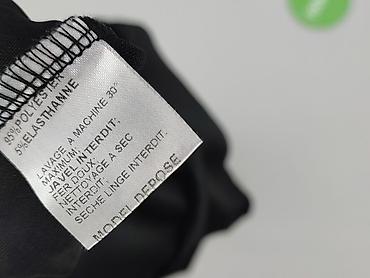 95%POLYESTER
5%ELASTHANNE
LAVAGE A MACHINE 30°
MAXIMUM.
JAVEL INTERDIT.
FER DOUX.
NETTOYAGE A SEC
INTERDIT.
SECHE LINGE INTERDIT.
MODEL DEPOSE